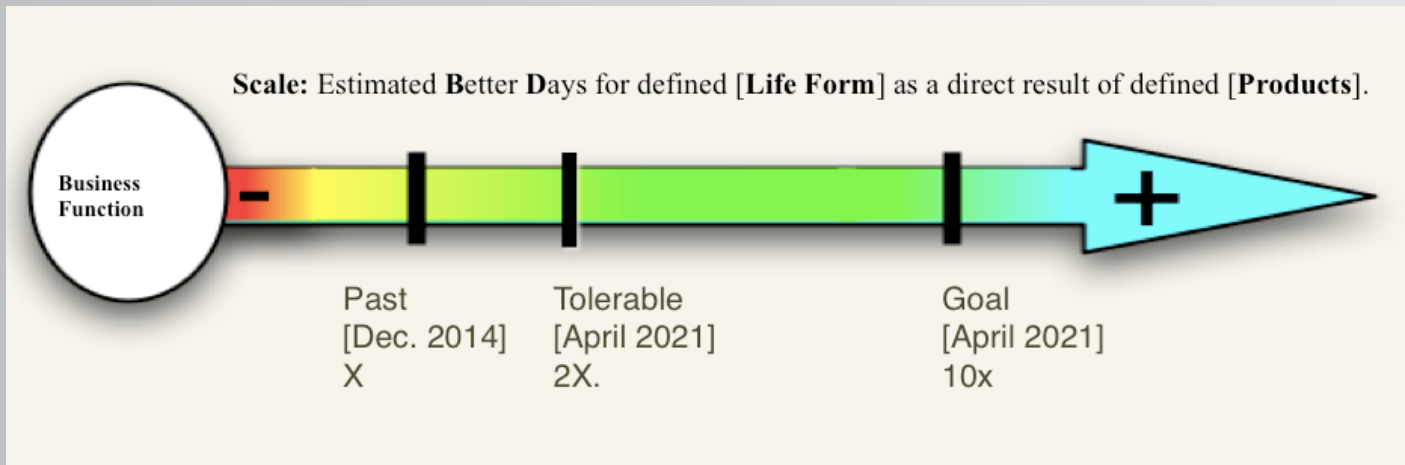 Scale: Estimated Better Days for defined [Life Form] as a direct result of defined [Products].
Business
Function
-
+
Past
[Dec. 2014]
X
Tolerable
[April 2021]
2X.
Goal
[April 2021]
10x